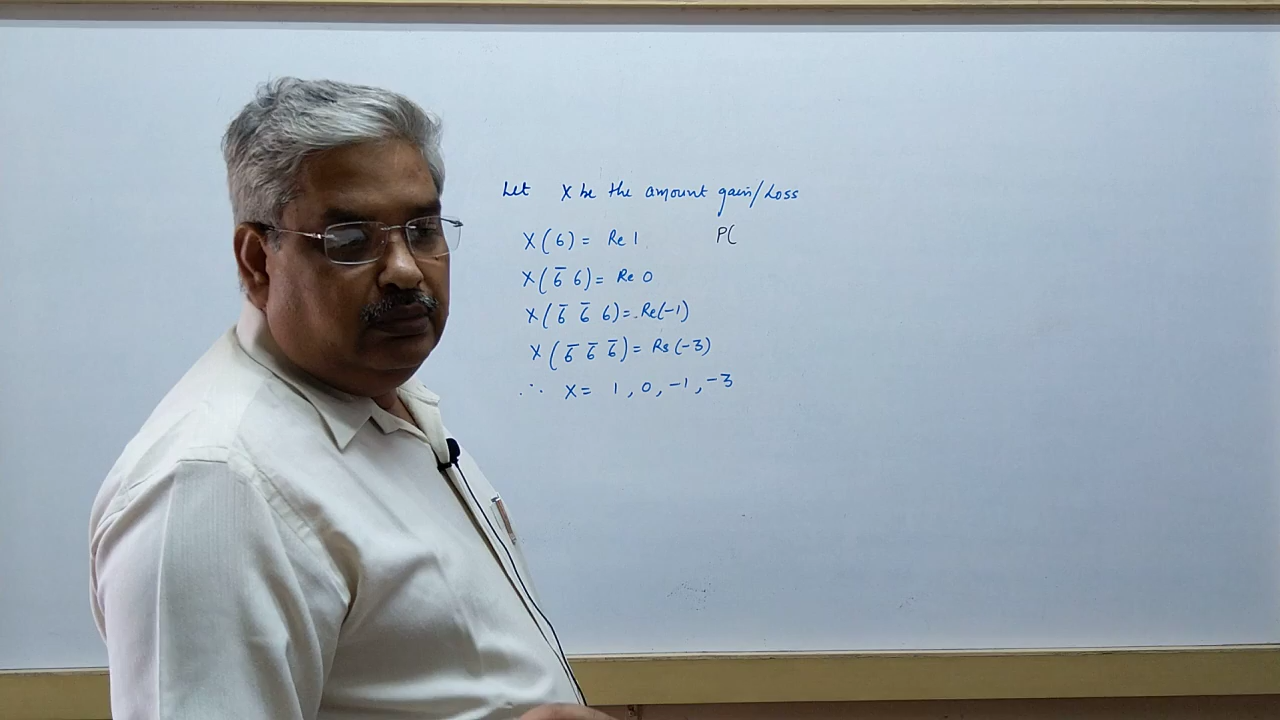 Let X be the amount gain/Loss
X(6) = Re 1 P(
X(6̅ 6) = Re 0
X(6̅ 6̅ 6) = Re(-1)
X(6̅ 6̅ 6̅) = Rs(-3)
∴ X = 1, 0, -1, -3